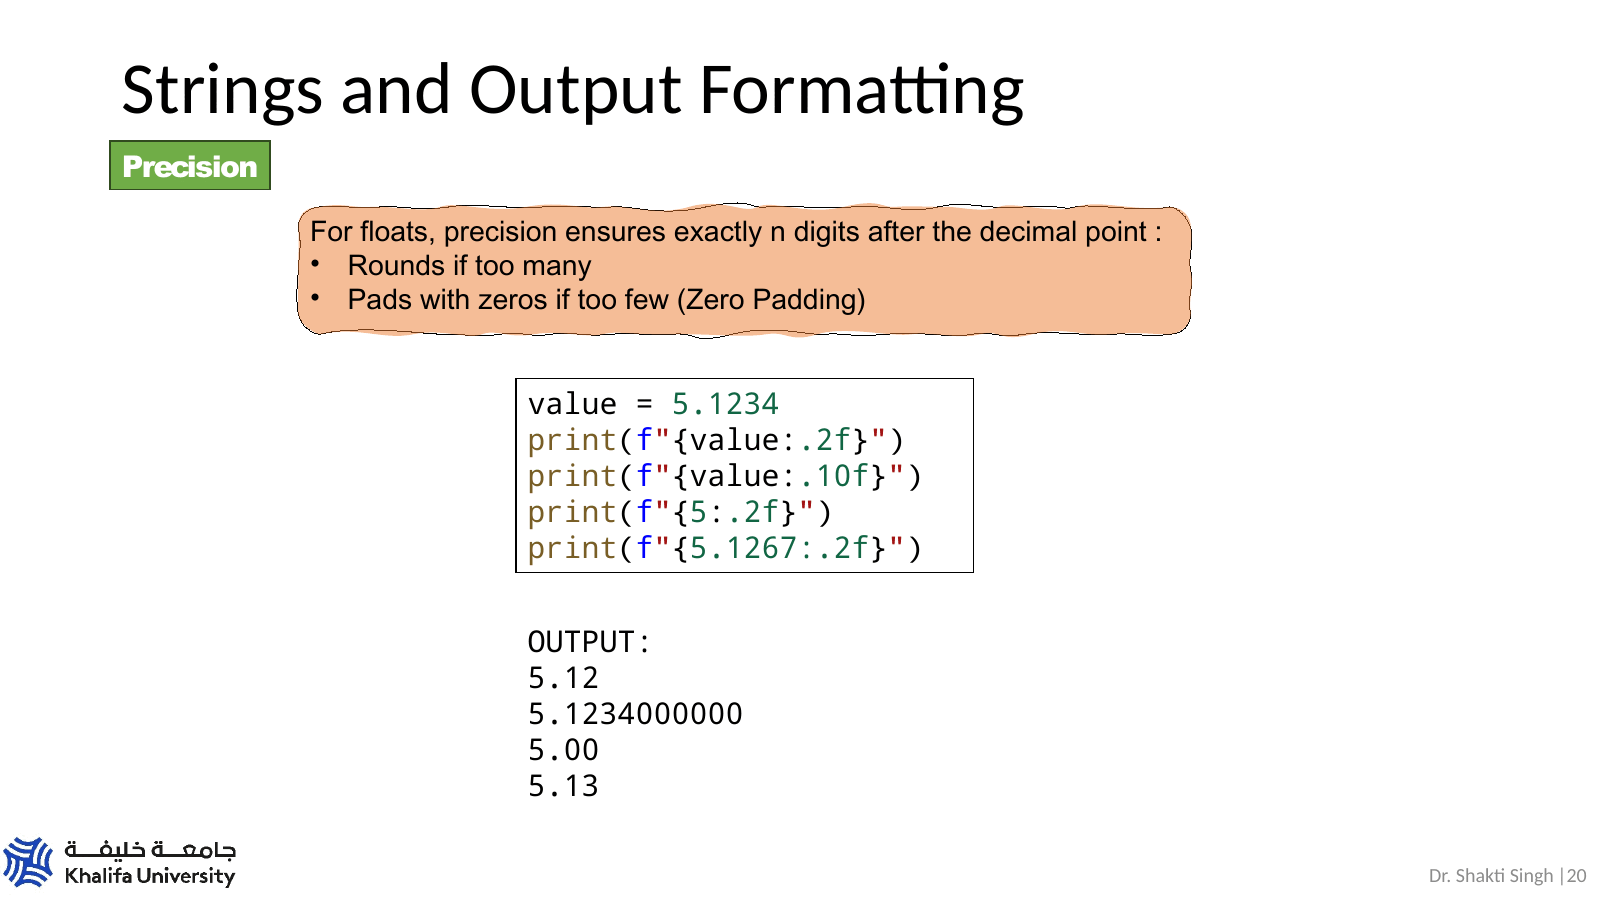 Strings and Output Formatting
Precision
For floats, precision ensures exactly n digits after the decimal point :
• Rounds if too many
• Pads with zeros if too few (Zero Padding)
value = 5.1234
print(f"{value:.2f}")
print(f"{value:.10f}")
print(f"{5:.2f}")
print(f"{5.1267:.2f}")
OUTPUT:
5.12
5.1234000000
5.00
5.13
جامعــة خليفــة
Khalifa University
Dr. Shakti Singh |20